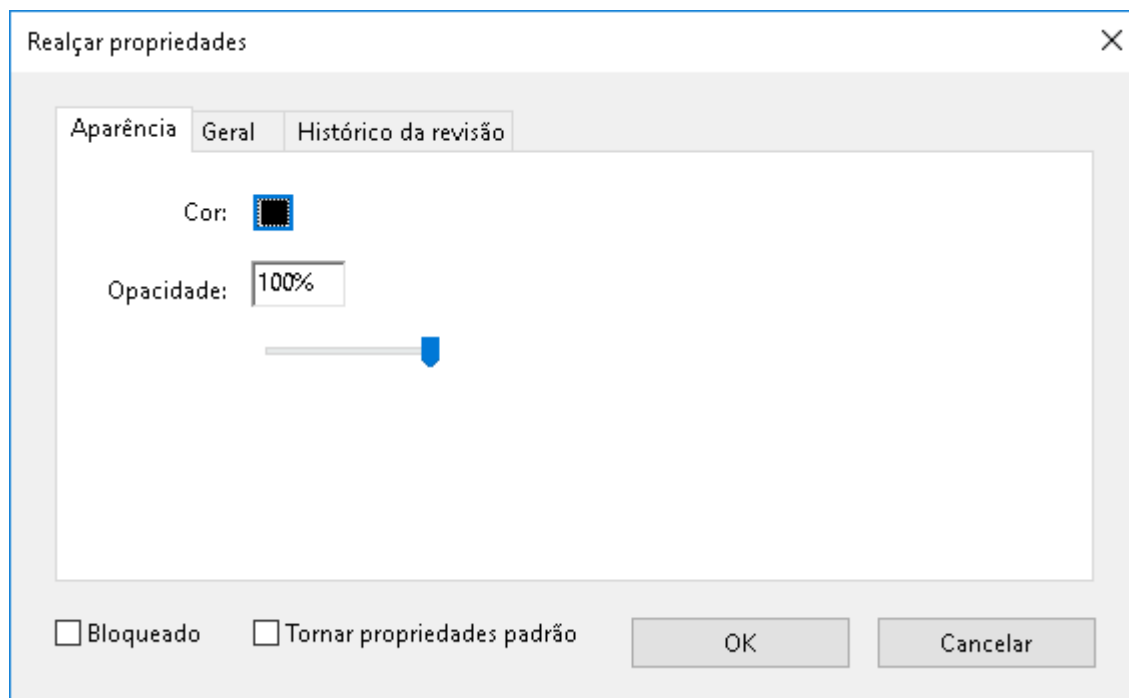 Realçar propriedades
Aparência Geral Histórico da revisão
Cor:
Opacidade: 100%
Bloqueado Tornar propriedades padrão OK Cancelar